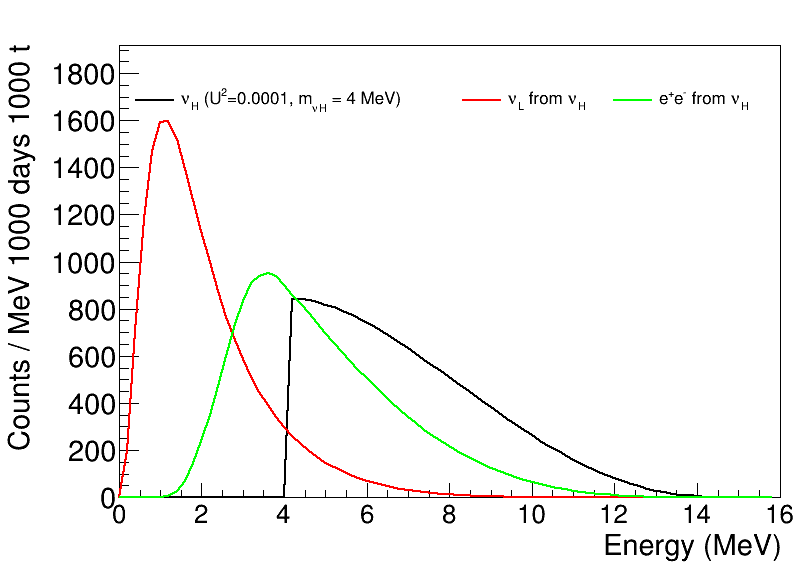 Counts / MeV 1000 days 1000 t
1800
1600
1400
1200
1000
800
600
400
200
0
ν_H (U²=0.0001, m_νH = 4 MeV)
ν_L from ν_H
e⁺e⁻ from ν_H
0 2 4 6 8 10 12 14 16
Energy (MeV)